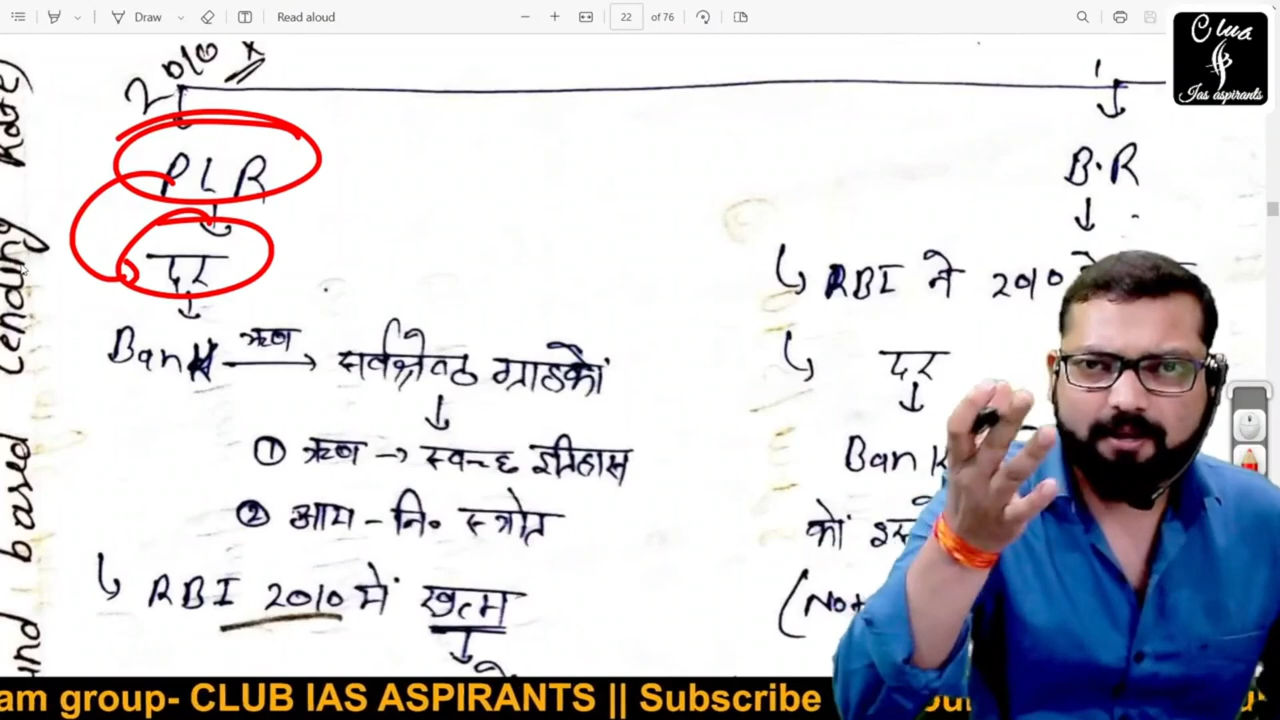 Draw
Read aloud
22 of 76
Clua
Ias aspirants
2010 x
PLR
दर
Bank ऋण सर्वश्रेष्ठ ग्राहकों
① ऋण → स्वच्छ इतिहास
② आय - नि० स्त्रोत
↳ RBI 2010 में खत्म
B.R
↳ RBI ने 2010
↳ दर
Bank
को
(Not
Lending Rate)
based
am group- CLUB IAS ASPIRANTS || Subscribe